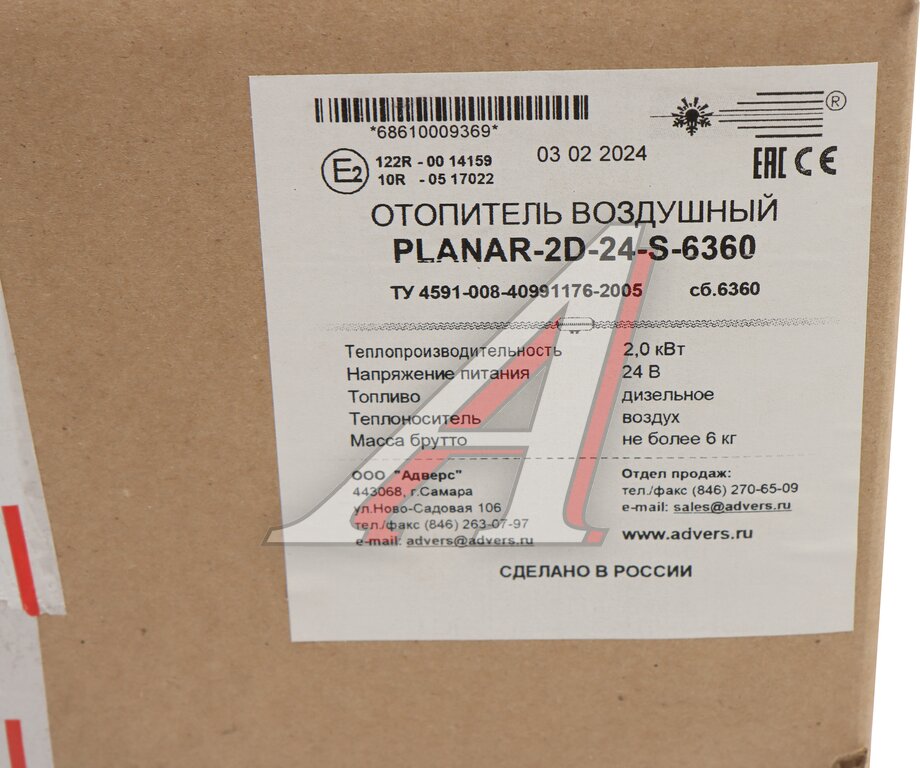 *68610009369*
®
E2 122R - 00 14159
10R - 05 17022
03 02 2024
EAC CE
ОТОПИТЕЛЬ ВОЗДУШНЫЙ
PLANAR-2D-24-S-6360
ТУ 4591-008-40991176-2005 сб.6360
Теплопроизводительность 2,0 кВт
Напряжение питания 24 В
Топливо дизельное
Теплоноситель воздух
Масса брутто не более 6 кг
ООО "Адверс"
443068, г.Самара
ул.Ново-Садовая 106
тел./факс (846) 263-07-97
e-mail: advers@advers.ru
Отдел продаж:
тел./факс (846) 270-65-09
e-mail: sales@advers.ru
www.advers.ru
СДЕЛАНО В РОССИИ